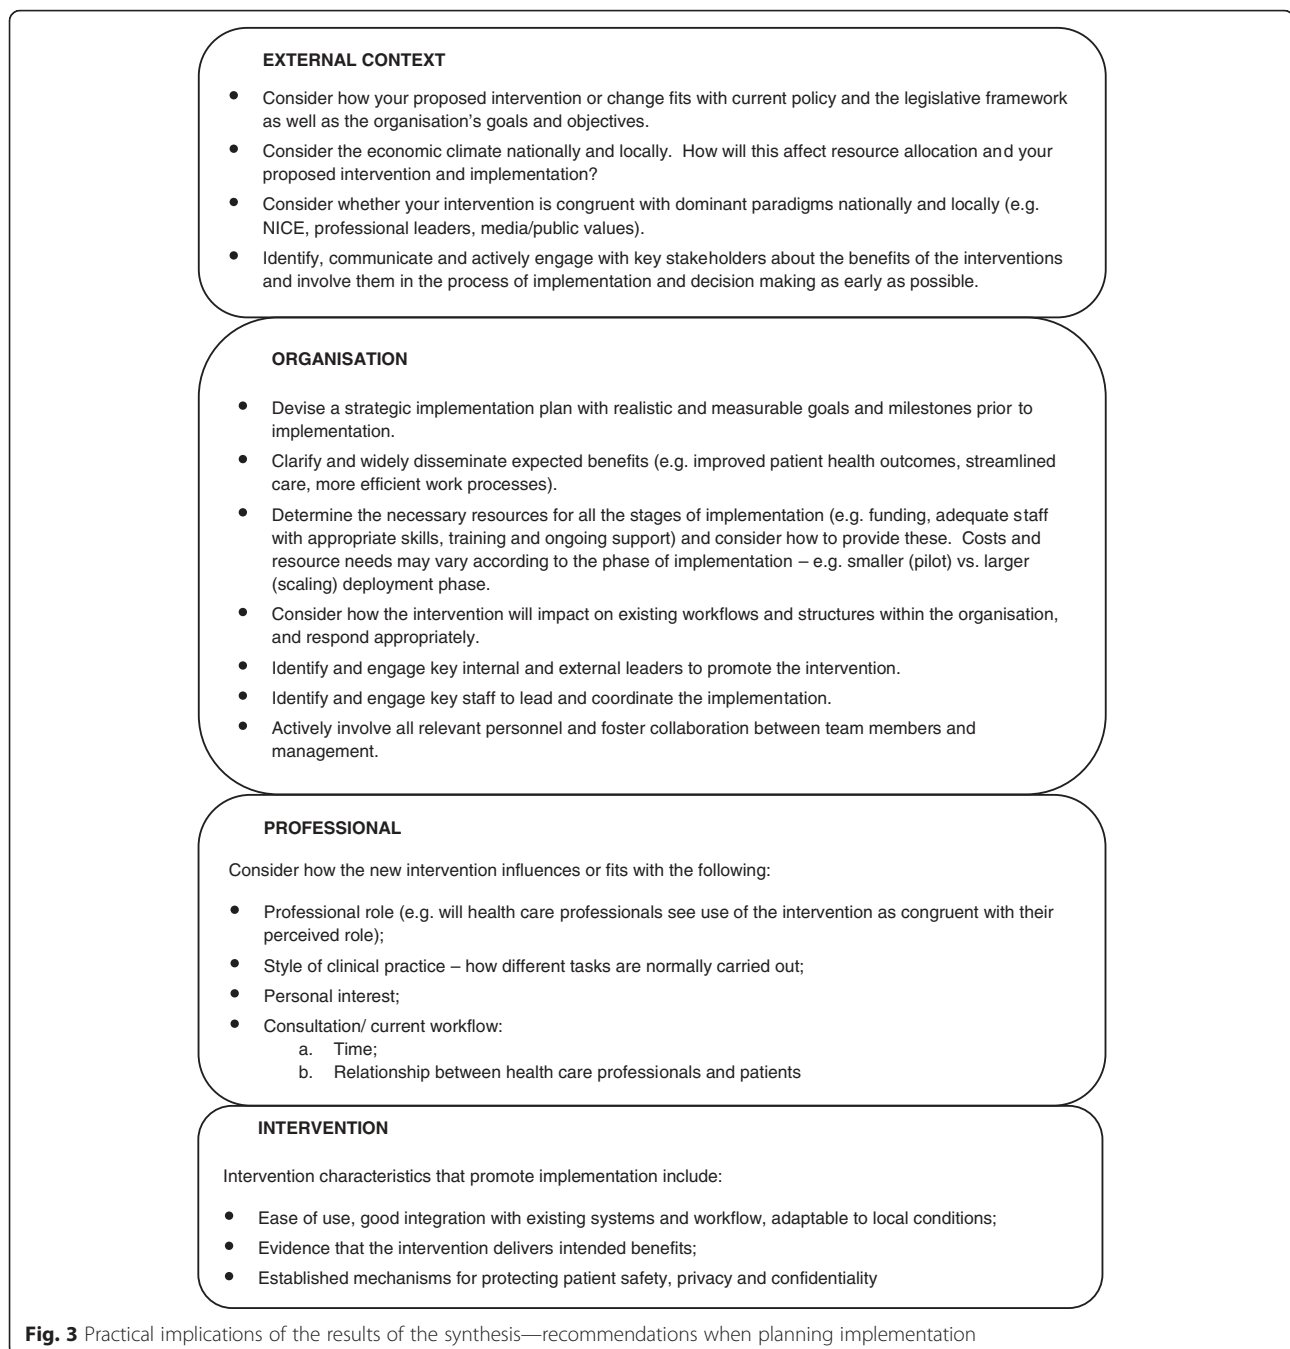 EXTERNAL CONTEXT
• Consider how your proposed intervention or change fits with current policy and the legislative framework
as well as the organisation's goals and objectives.
• Consider the economic climate nationally and locally. How will this affect resource allocation and your
proposed intervention and implementation?
• Consider whether your intervention is congruent with dominant paradigms nationally and locally (e.g.
NICE, professional leaders, media/public values).
• Identify, communicate and actively engage with key stakeholders about the benefits of the interventions
and involve them in the process of implementation and decision making as early as possible.
ORGANISATION
• Devise a strategic implementation plan with realistic and measurable goals and milestones prior to
implementation.
• Clarify and widely disseminate expected benefits (e.g. improved patient health outcomes, streamlined
care, more efficient work processes).
• Determine the necessary resources for all the stages of implementation (e.g. funding, adequate staff
with appropriate skills, training and ongoing support) and consider how to provide these. Costs and
resource needs may vary according to the phase of implementation – e.g. smaller (pilot) vs. larger
(scaling) deployment phase.
• Consider how the intervention will impact on existing workflows and structures within the organisation,
and respond appropriately.
• Identify and engage key internal and external leaders to promote the intervention.
• Identify and engage key staff to lead and coordinate the implementation.
• Actively involve all relevant personnel and foster collaboration between team members and
management.
PROFESSIONAL
Consider how the new intervention influences or fits with the following:
• Professional role (e.g. will health care professionals see use of the intervention as congruent with their
perceived role);
• Style of clinical practice – how different tasks are normally carried out;
• Personal interest;
• Consultation/ current workflow:
a. Time;
b. Relationship between health care professionals and patients
INTERVENTION
Intervention characteristics that promote implementation include:
• Ease of use, good integration with existing systems and workflow, adaptable to local conditions;
• Evidence that the intervention delivers intended benefits;
• Established mechanisms for protecting patient safety, privacy and confidentiality
Fig. 3 Practical implications of the results of the synthesis—recommendations when planning implementation